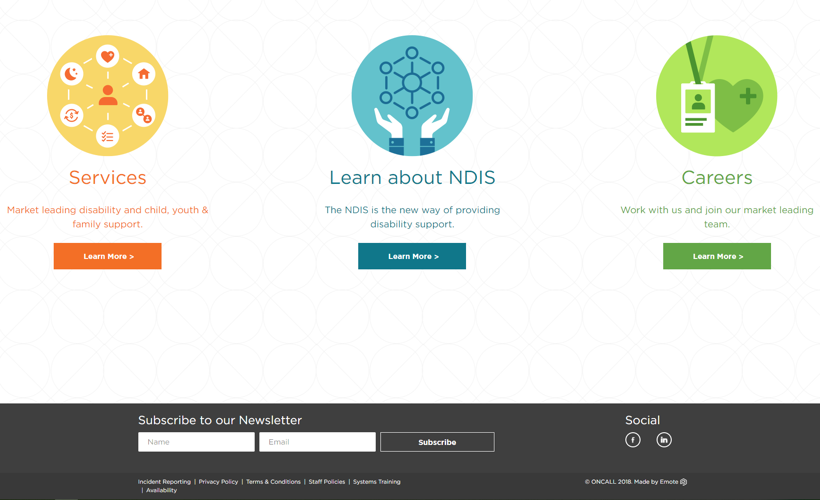 Services
Market leading disability and child, youth &
family support.
Learn More >
Learn about NDIS
The NDIS is the new way of providing
disability support.
Learn More >
Careers
Work with us and join our market leading
team.
Learn More >
Subscribe to our Newsletter
Name
Email
Subscribe
Social
f
in
Incident Reporting | Privacy Policy | Terms & Conditions | Staff Policies | Systems Training
| Availability
© ONCALL 2018. Made by Emote